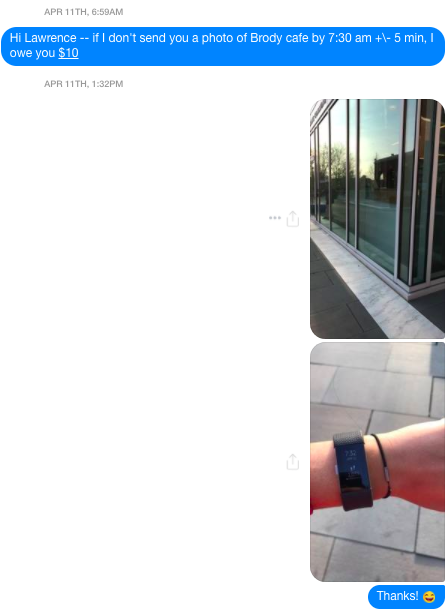 APR 11TH, 6:59AM
Hi Lawrence -- if I don't send you a photo of Brody cafe by 7:30 am +\- 5 min, I
owe you $10
APR 11TH, 1:32PM
Thanks! 😂